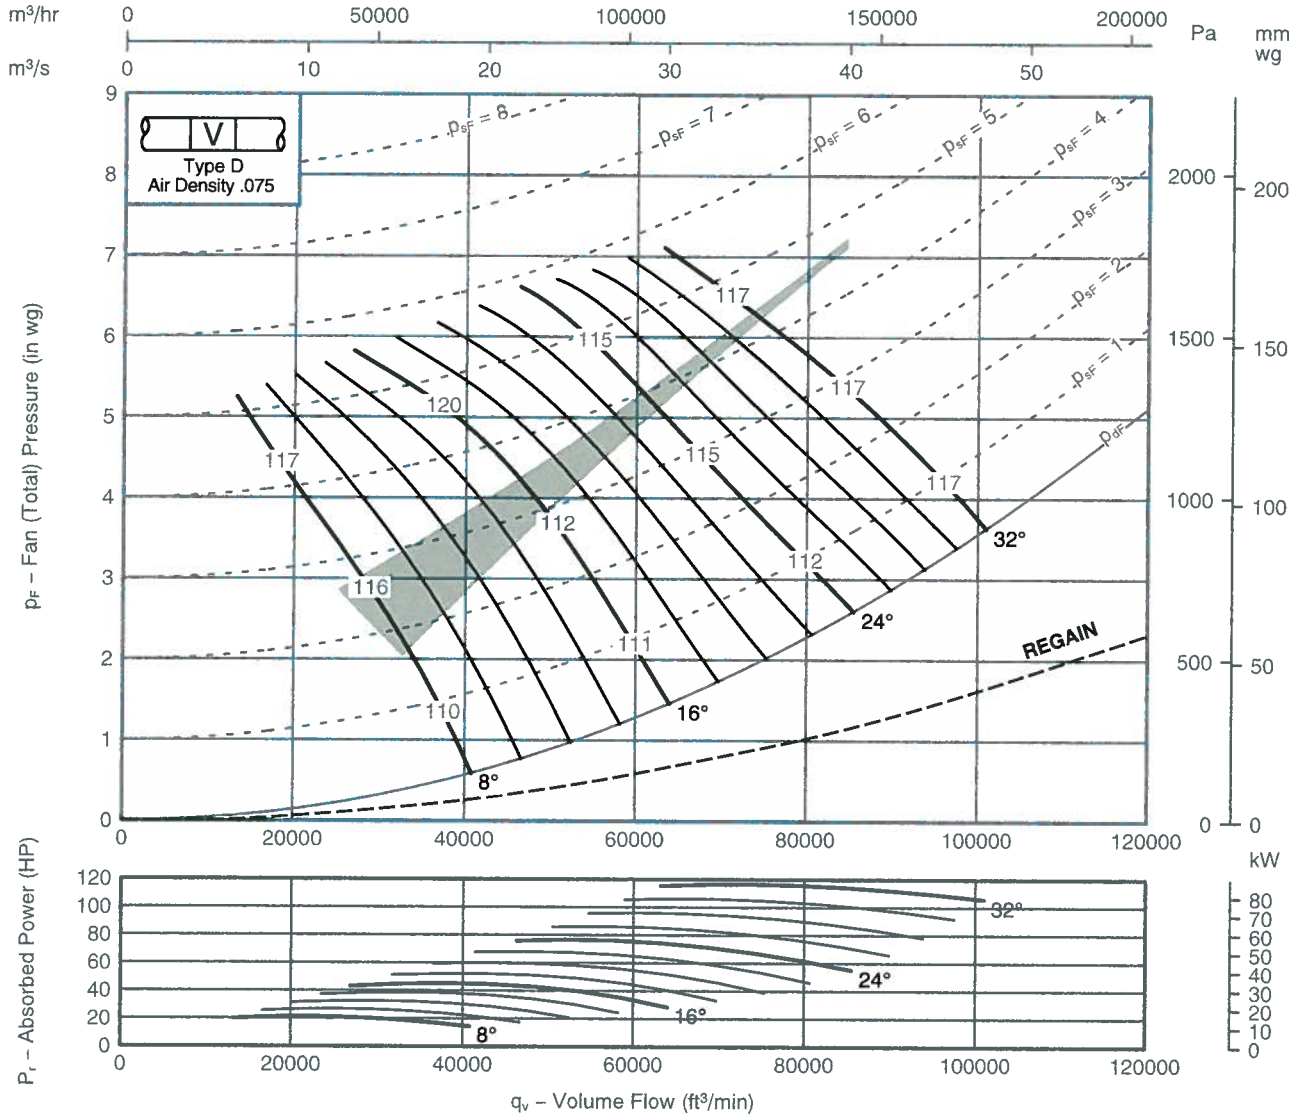 m³/hr 0 50000 100000 150000 200000
Pa mm wg
m³/s 0 10 20 30 40 50
9
V
Type D
Air Density .075
psF = 8 psF = 7 psF = 6 psF = 5 psF = 4
8 2000 200
psF = 3
7
psF = 2
117
6 115 1500 150
psF = 1
117
120
5
pdF
117 115
117
4 1000 100
112
32°
112
3
116
24°
REGAIN
111
2 500 50
16°
110
1
8°
0 0 0
0 20000 40000 60000 80000 100000 120000
pF – Fan (Total) Pressure (in wg)
kW
120
100 80
32°
70
80 60
60 50
24°
40 40
30
20 16° 20
8° 10
0 0
0 20000 40000 60000 80000 100000 120000
Pr – Absorbed Power (HP)
qv – Volume Flow (ft³/min)